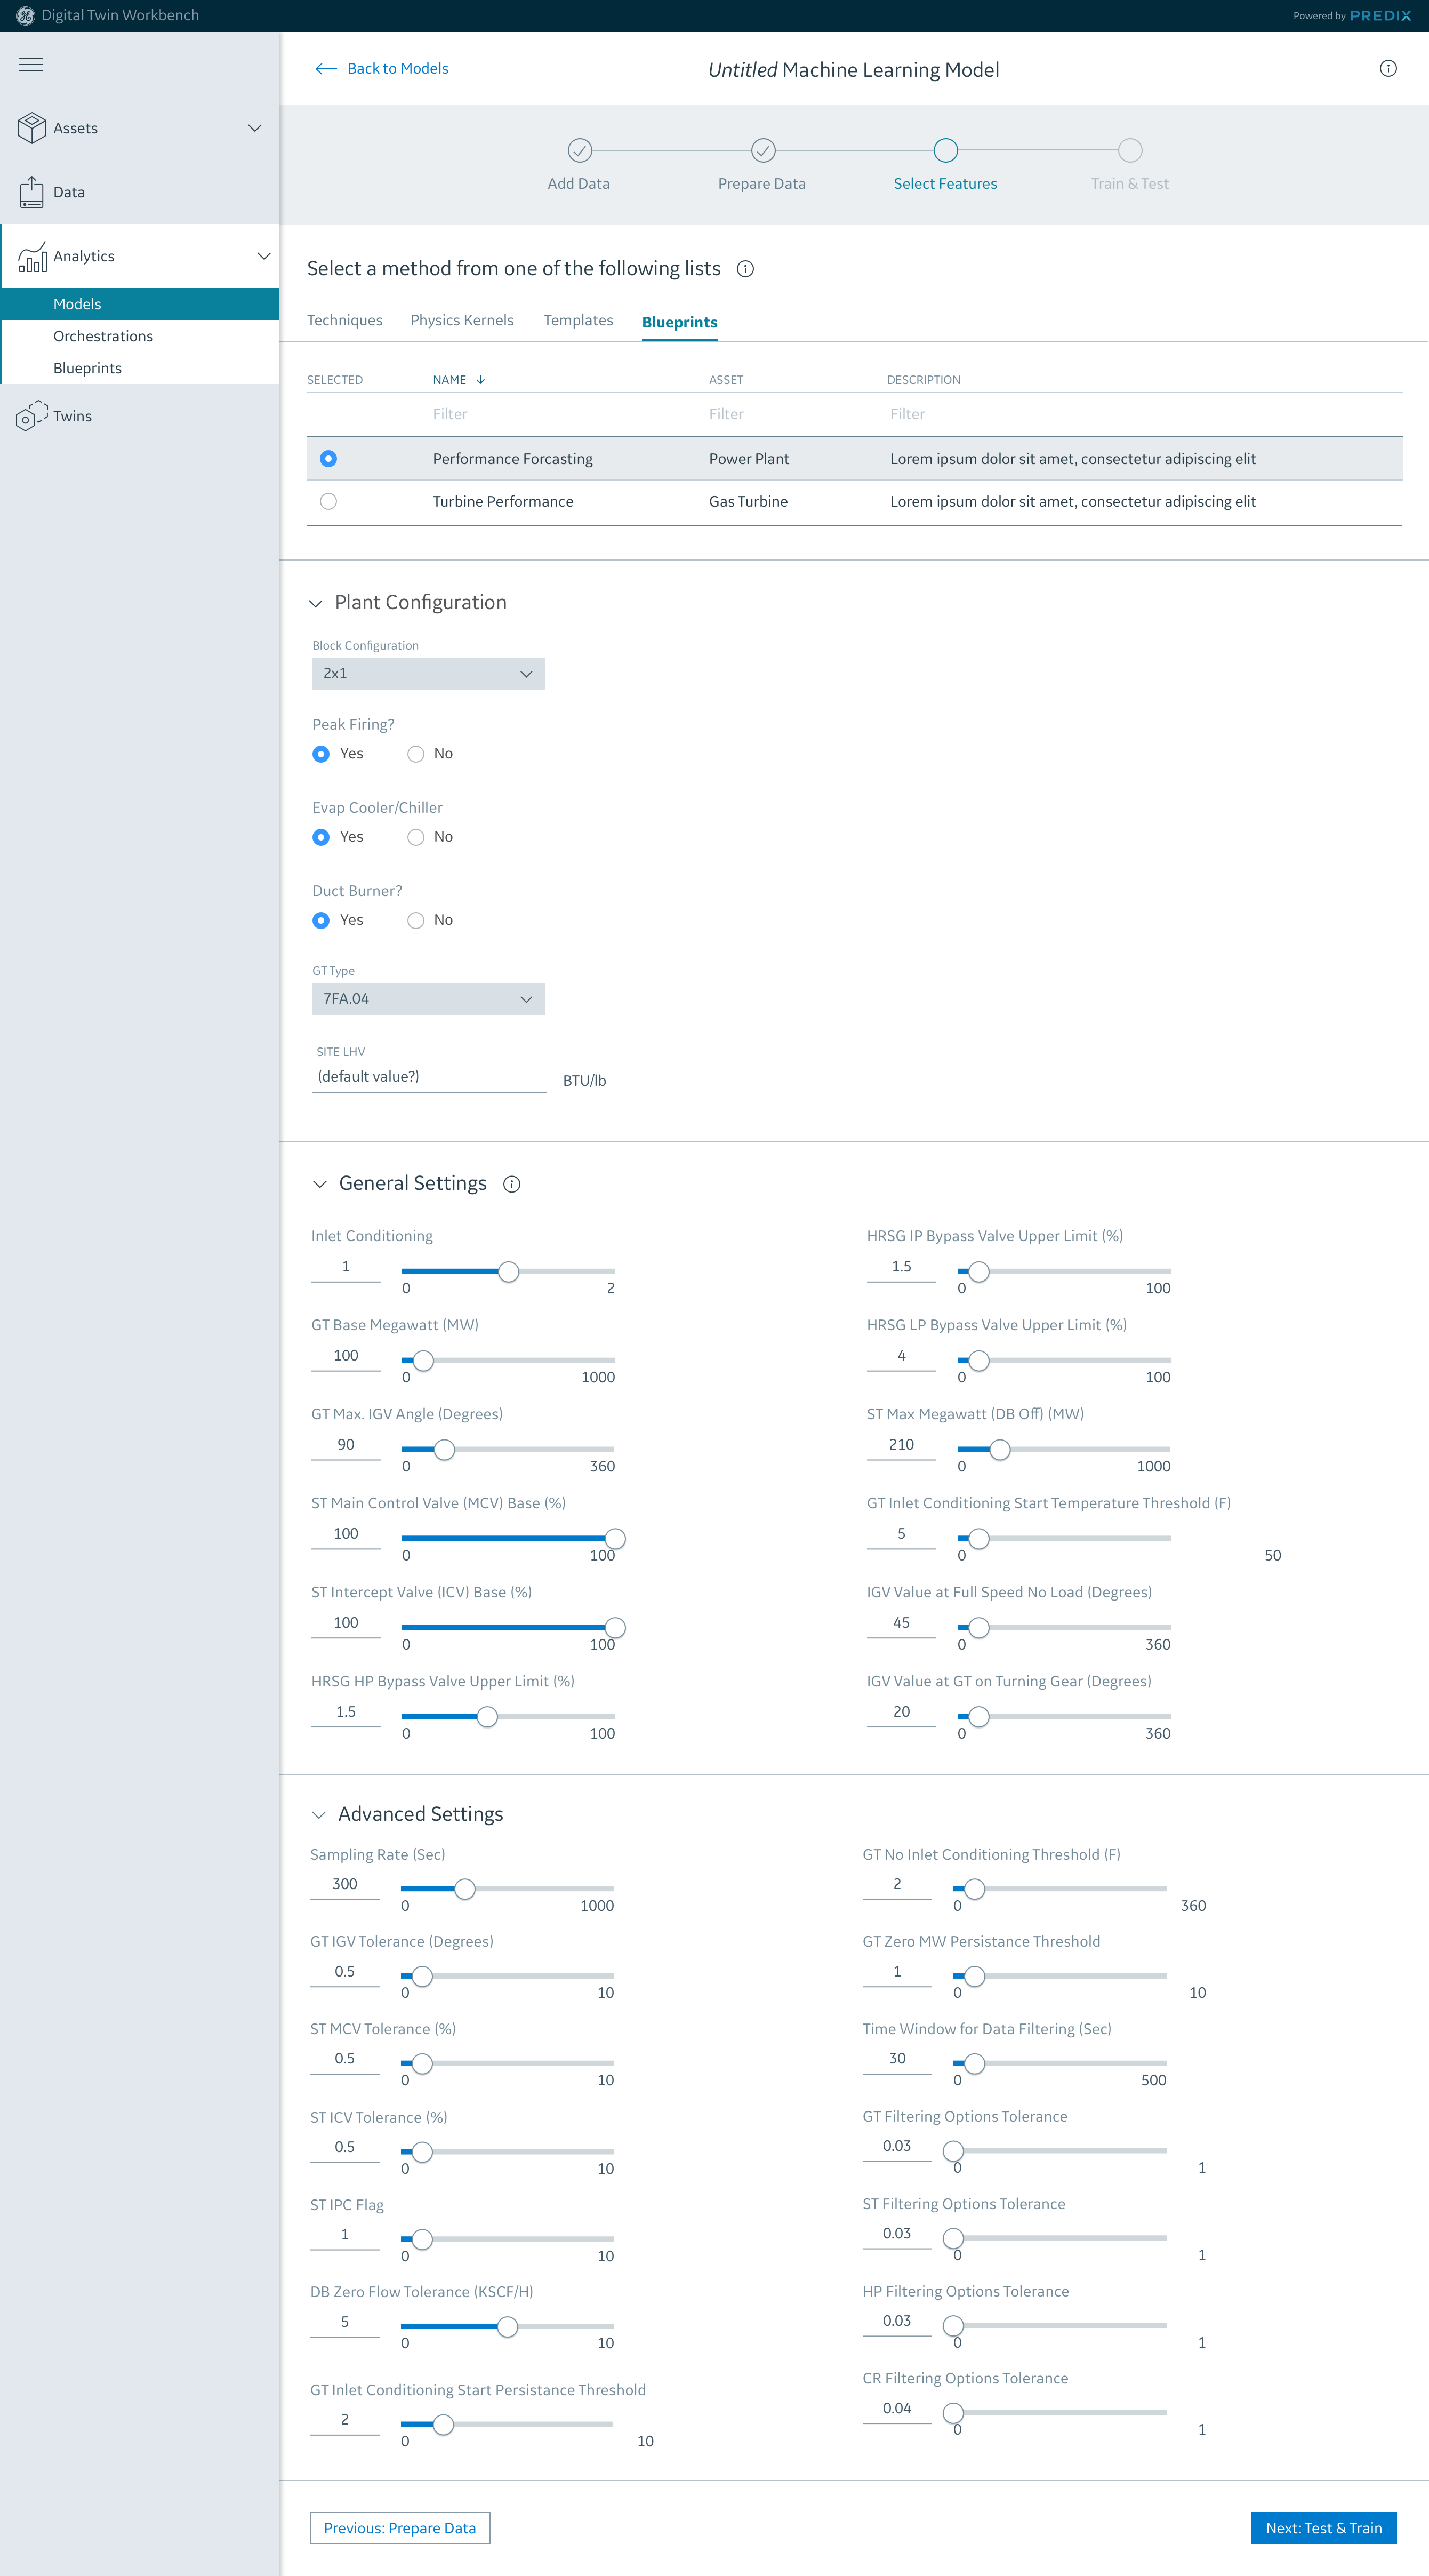 Digital Twin Workbench
Powered by PREDIX
Back to Models
Untitled Machine Learning Model
Assets
Data
Analytics
Models
Orchestrations
Blueprints
Twins
Add Data
Prepare Data
Select Features
Train & Test
Select a method from one of the following lists
Techniques Physics Kernels Templates Blueprints
SELECTED NAME ASSET DESCRIPTION
Filter Filter Filter
Performance Forcasting Power Plant Lorem ipsum dolor sit amet, consectetur adipiscing elit
Turbine Performance Gas Turbine Lorem ipsum dolor sit amet, consectetur adipiscing elit
Plant Configuration
Block Configuration
2x1
Peak Firing?
Yes No
Evap Cooler/Chiller
Yes No
Duct Burner?
Yes No
GT Type
7FA.04
SITE LHV
(default value?) BTU/lb
General Settings
Inlet Conditioning
1
0 2
GT Base Megawatt (MW)
100
0 1000
GT Max. IGV Angle (Degrees)
90
0 360
ST Main Control Valve (MCV) Base (%)
100
0 100
ST Intercept Valve (ICV) Base (%)
100
0 100
HRSG HP Bypass Valve Upper Limit (%)
1.5
0 100
HRSG IP Bypass Valve Upper Limit (%)
1.5
0 100
HRSG LP Bypass Valve Upper Limit (%)
4
0 100
ST Max Megawatt (DB Off) (MW)
210
0 1000
GT Inlet Conditioning Start Temperature Threshold (F)
5
0 50
IGV Value at Full Speed No Load (Degrees)
45
0 360
IGV Value at GT on Turning Gear (Degrees)
20
0 360
Advanced Settings
Sampling Rate (Sec)
300
0 1000
GT IGV Tolerance (Degrees)
0.5
0 10
ST MCV Tolerance (%)
0.5
0 10
ST ICV Tolerance (%)
0.5
0 10
ST IPC Flag
1
0 10
DB Zero Flow Tolerance (KSCF/H)
5
0 10
GT Inlet Conditioning Start Persistance Threshold
2
0 10
GT No Inlet Conditioning Threshold (F)
2
0 360
GT Zero MW Persistance Threshold
1
0 10
Time Window for Data Filtering (Sec)
30
0 500
GT Filtering Options Tolerance
0.03
0 1
ST Filtering Options Tolerance
0.03
0 1
HP Filtering Options Tolerance
0.03
0 1
CR Filtering Options Tolerance
0.04
0 1
Previous: Prepare Data
Next: Test & Train